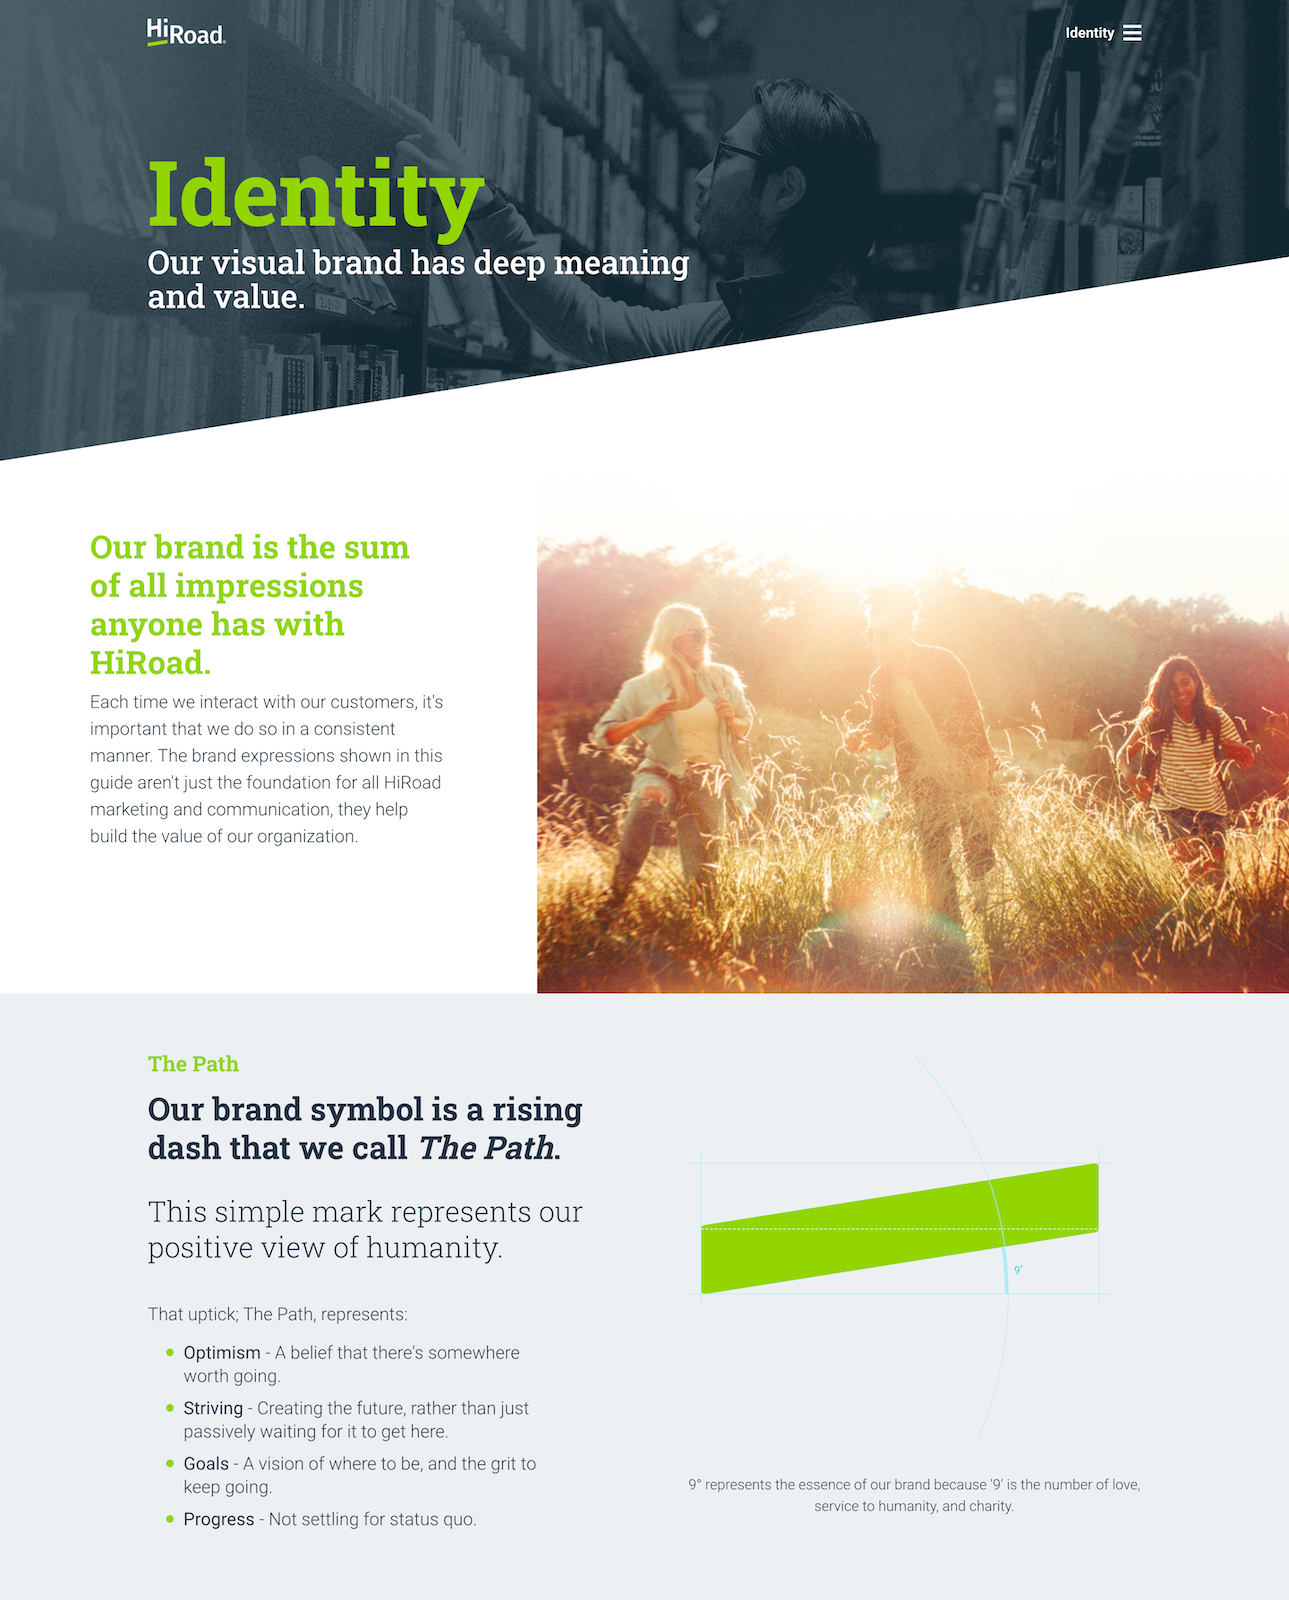 HiRoad
Identity
Identity
Our visual brand has deep meaning
and value.
Our brand is the sum
of all impressions
anyone has with
HiRoad.
Each time we interact with our customers, it's
important that we do so in a consistent
manner. The brand expressions shown in this
guide aren't just the foundation for all HiRoad
marketing and communication, they help
build the value of our organization.
The Path
Our brand symbol is a rising
dash that we call The Path.
This simple mark represents our
positive view of humanity.
That uptick; The Path, represents:
Optimism - A belief that there's somewhere
worth going.
Striving - Creating the future, rather than just
passively waiting for it to get here.
Goals - A vision of where to be, and the grit to
keep going.
Progress - Not settling for status quo.
9°
9° represents the essence of our brand because '9' is the number of love,
service to humanity, and charity.